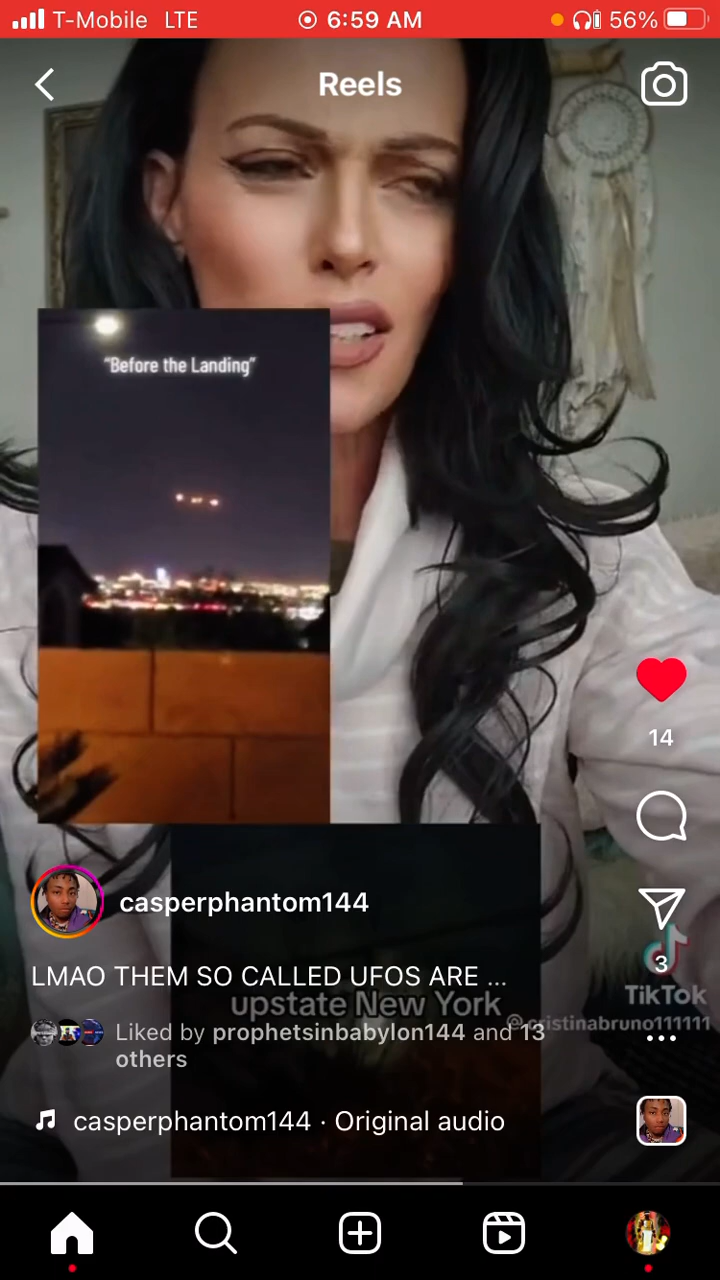 T-Mobile LTE 6:59 AM 56%
Reels
“Before the Landing”
14
casperphantom144
3
LMAO THEM SO CALLED UFOS ARE ...
TikTok
upstate New York
@cristinabruno111111
Liked by prophetsinbabylon144 and 13
others
casperphantom144 · Original audio